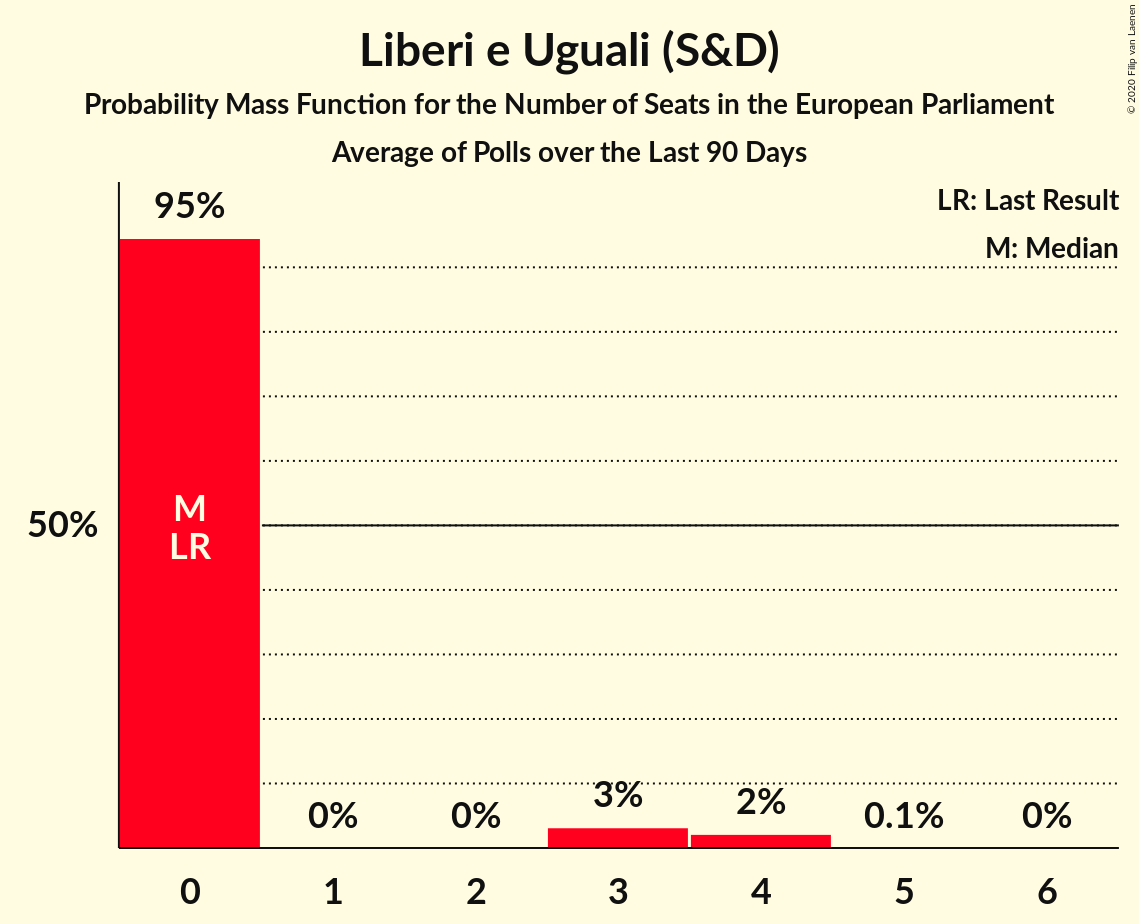 Liberi e Uguali (S&D)
Probability Mass Function for the Number of Seats in the European Parliament
Average of Polls over the Last 90 Days
© 2020 Filip van Laenen
LR: Last Result
M: Median
95%
50%
M
LR
0%
0%
3%
2%
0.1%
0%
0
1
2
3
4
5
6